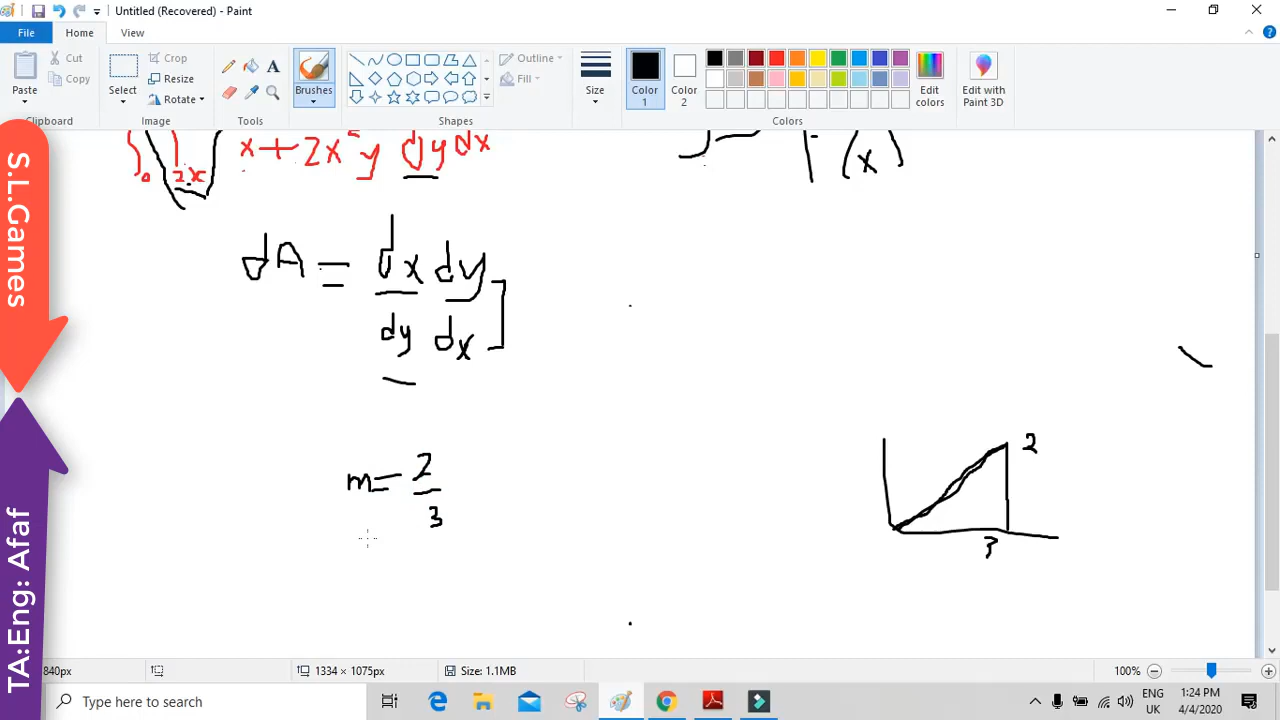 Untitled (Recovered) - Paint
File Home View
Paste
Cut
Copy
Clipboard
Select
Crop
Resize
Rotate
Image
A
Tools
Brushes
Outline
Fill
Shapes
Size
Color 1
Color 2
Edit colors
Edit with Paint 3D
Colors
S.L.Games
TA:Eng: Afaf
2x
x + 2x²y dy dx
(x)
dA = dx dy
dy dx
m = 2/3
2
3
840px
1334 × 1075px
Size: 1.1MB
100%
Type here to search
ENG
UK
1:24 PM
4/4/2020